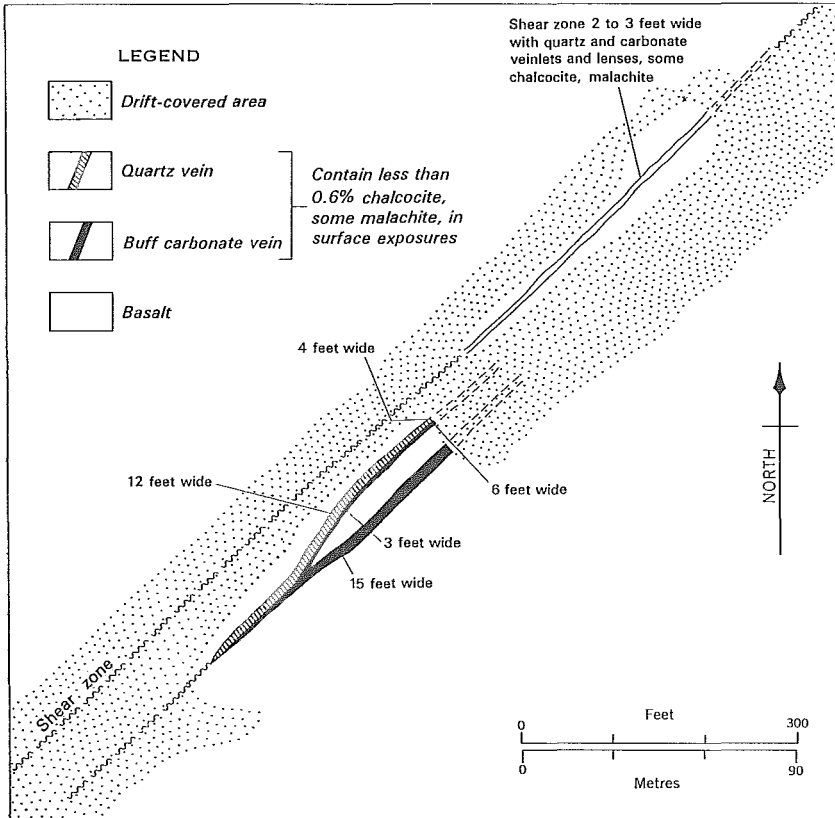 LEGEND
Drift-covered area
Quartz vein
Buff carbonate vein
Basalt
Contain less than
0.6% chalcocite,
some malachite, in
surface exposures
Shear zone 2 to 3 feet wide
with quartz and carbonate
veinlets and lenses, some
chalcocite, malachite
4 feet wide
12 feet wide
6 feet wide
3 feet wide
15 feet wide
Shear zone
NORTH
0 Feet 300
0 Metres 90